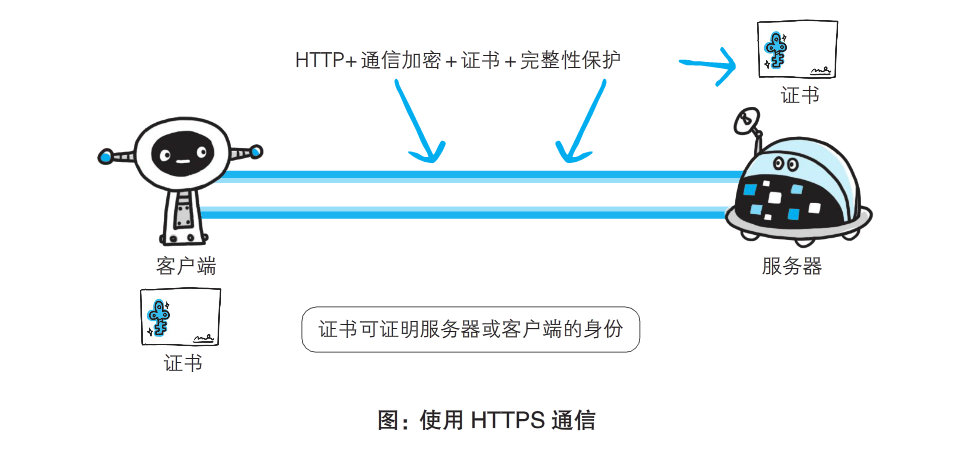 HTTP+ 通信加密 + 证书 + 完整性保护
证书
客户端
服务器
证书
证书可证明服务器或客户端的身份
图：使用 HTTPS 通信